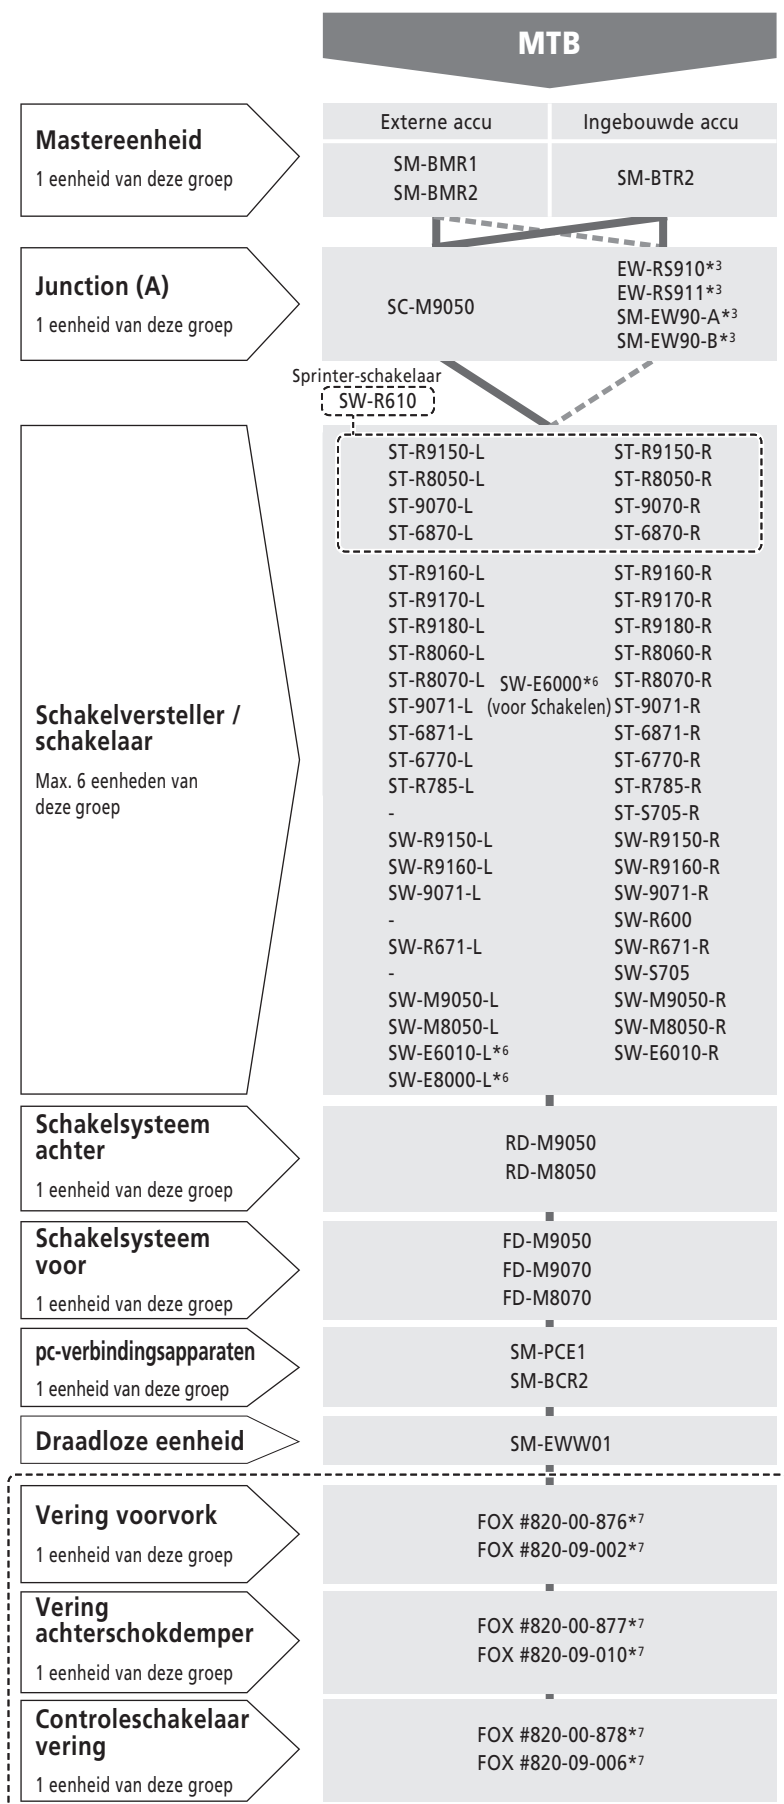 MTB
Mastereenheid
1 eenheid van deze groep
Externe accu
Ingebouwde accu
SM-BMR1
SM-BMR2
SM-BTR2
Junction (A)
1 eenheid van deze groep
SC-M9050
EW-RS910*3
EW-RS911*3
SM-EW90-A*3
SM-EW90-B*3
Sprinter-schakelaar
SW-R610
Schakelversteller /
schakelaar
Max. 6 eenheden van
deze groep
ST-R9150-L ST-R9150-R
ST-R8050-L ST-R8050-R
ST-9070-L ST-9070-R
ST-6870-L ST-6870-R
ST-R9160-L ST-R9160-R
ST-R9170-L ST-R9170-R
ST-R9180-L ST-R9180-R
ST-R8060-L ST-R8060-R
ST-R8070-L SW-E6000*6 ST-R8070-R
ST-9071-L (voor Schakelen) ST-9071-R
ST-6871-L ST-6871-R
ST-6770-L ST-6770-R
ST-R785-L ST-R785-R
- ST-S705-R
SW-R9150-L SW-R9150-R
SW-R9160-L SW-R9160-R
SW-9071-L SW-9071-R
- SW-R600
SW-R671-L SW-R671-R
- SW-S705
SW-M9050-L SW-M9050-R
SW-M8050-L SW-M8050-R
SW-E6010-L*6 SW-E6010-R
SW-E8000-L*6
Schakelsysteem
achter
1 eenheid van deze groep
RD-M9050
RD-M8050
Schakelsysteem
voor
1 eenheid van deze groep
FD-M9050
FD-M9070
FD-M8070
pc-verbindingsapparaten
1 eenheid van deze groep
SM-PCE1
SM-BCR2
Draadloze eenheid
SM-EWW01
Vering voorvork
1 eenheid van deze groep
FOX #820-00-876*7
FOX #820-09-002*7
Vering
achterschokdemper
1 eenheid van deze groep
FOX #820-00-877*7
FOX #820-09-010*7
Controleschakelaar
vering
1 eenheid van deze groep
FOX #820-00-878*7
FOX #820-09-006*7